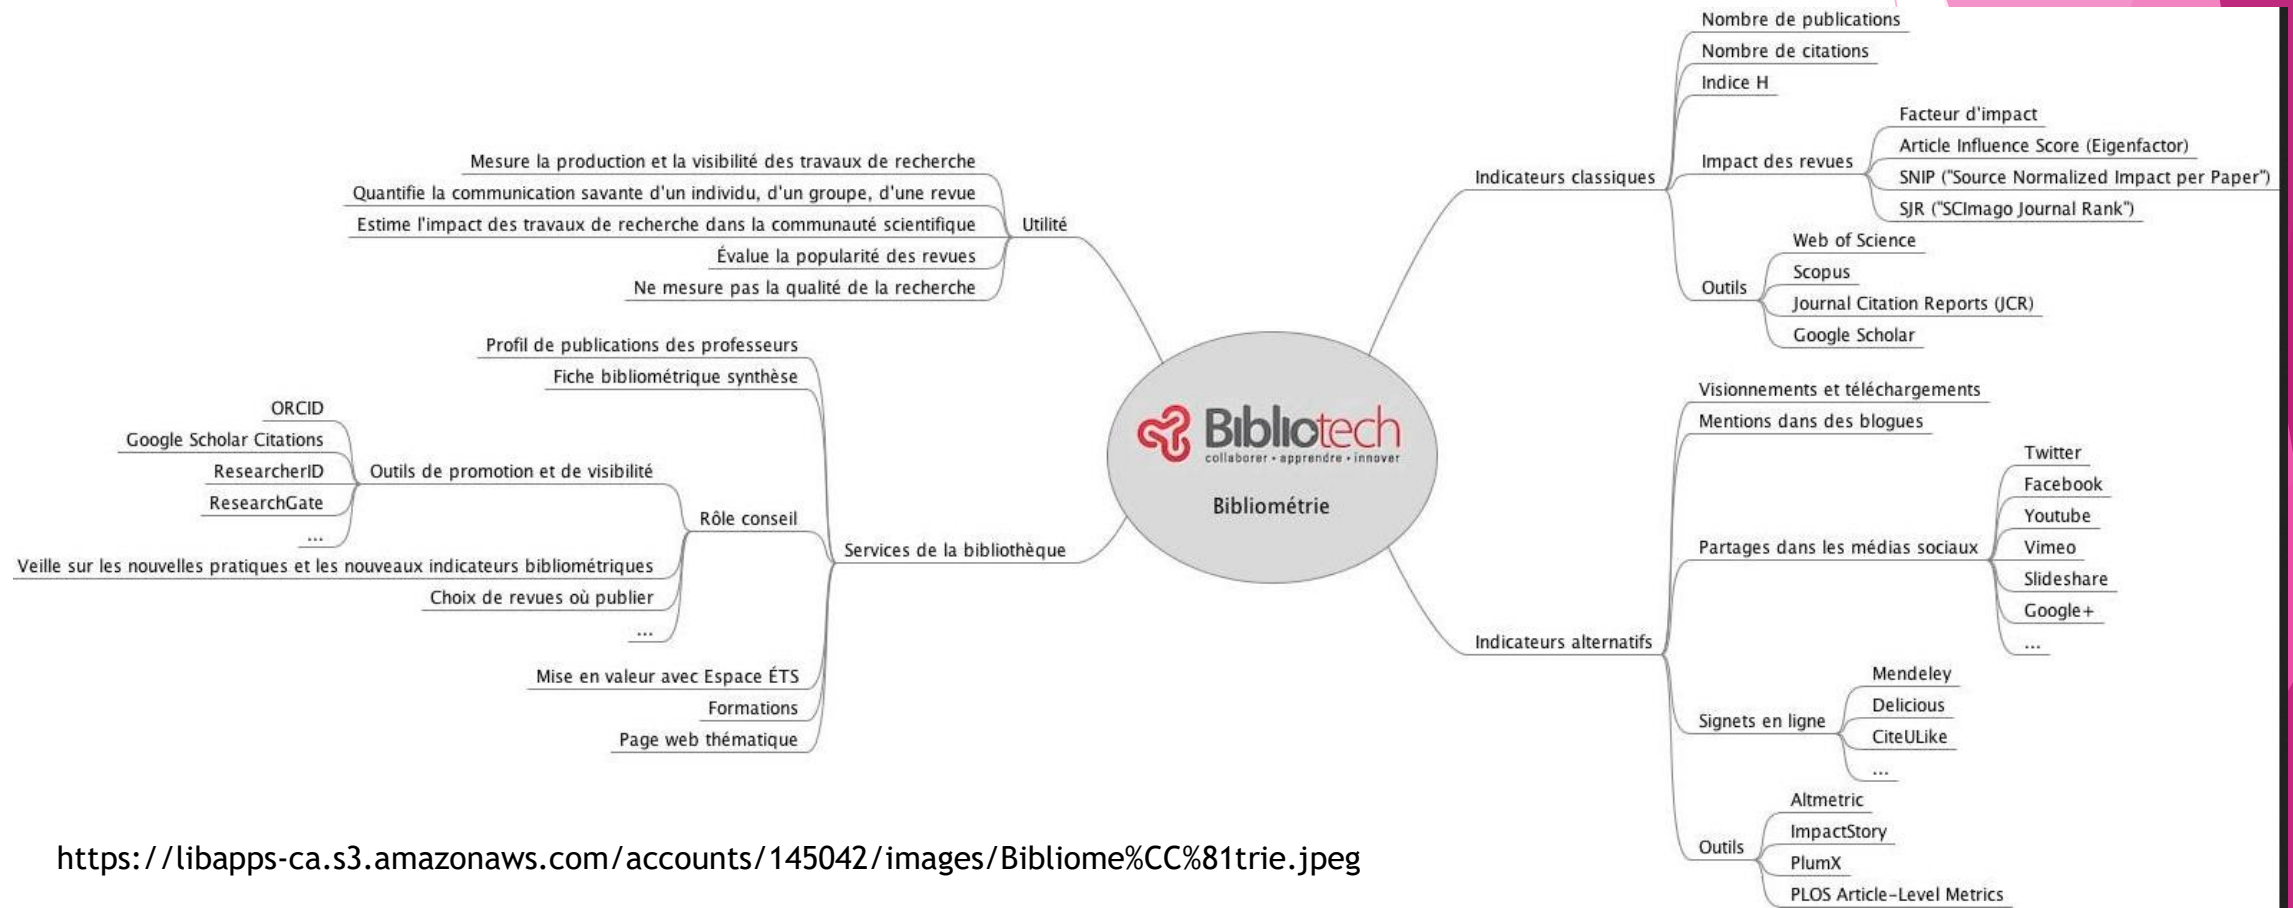 Bibliotech
collaborer • apprendre • innover
Bibliométrie
Utilité
Mesure la production et la visibilité des travaux de recherche
Quantifie la communication savante d'un individu, d'un groupe, d'une revue
Estime l'impact des travaux de recherche dans la communauté scientifique
Évalue la popularité des revues
Ne mesure pas la qualité de la recherche
Services de la bibliothèque
Profil de publications des professeurs
Fiche bibliométrique synthèse
Rôle conseil
Outils de promotion et de visibilité
ORCID
Google Scholar Citations
ResearcherID
ResearchGate
...
Veille sur les nouvelles pratiques et les nouveaux indicateurs bibliométriques
Choix de revues où publier
...
Mise en valeur avec Espace ÉTS
Formations
Page web thématique
Indicateurs classiques
Nombre de publications
Nombre de citations
Indice H
Impact des revues
Facteur d'impact
Article Influence Score (Eigenfactor)
SNIP ("Source Normalized Impact per Paper")
SJR ("SCImago Journal Rank")
Outils
Web of Science
Scopus
Journal Citation Reports (JCR)
Google Scholar
Indicateurs alternatifs
Visionnements et téléchargements
Mentions dans des blogues
Partages dans les médias sociaux
Twitter
Facebook
Youtube
Vimeo
Slideshare
Google+
...
Signets en ligne
Mendeley
Delicious
CiteULike
...
Outils
Altmetric
ImpactStory
PlumX
PLOS Article-Level Metrics
https://libapps-ca.s3.amazonaws.com/accounts/145042/images/Bibliome%CC%81trie.jpeg